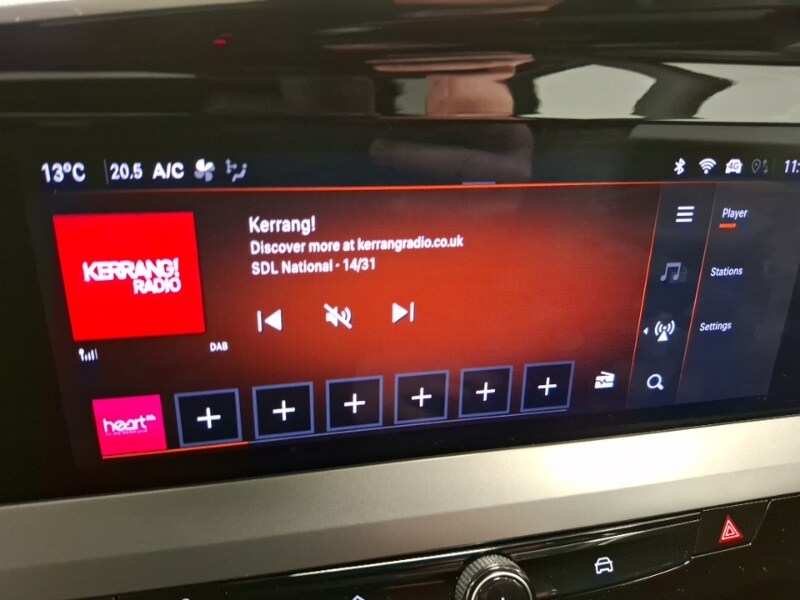 13°C
20.5 A/C
4G
Kerrang!
Discover more at kerrangradio.co.uk
SDL National - 14/31
KERRANG!
RADIO
DAB
Player
Stations
Settings
heart